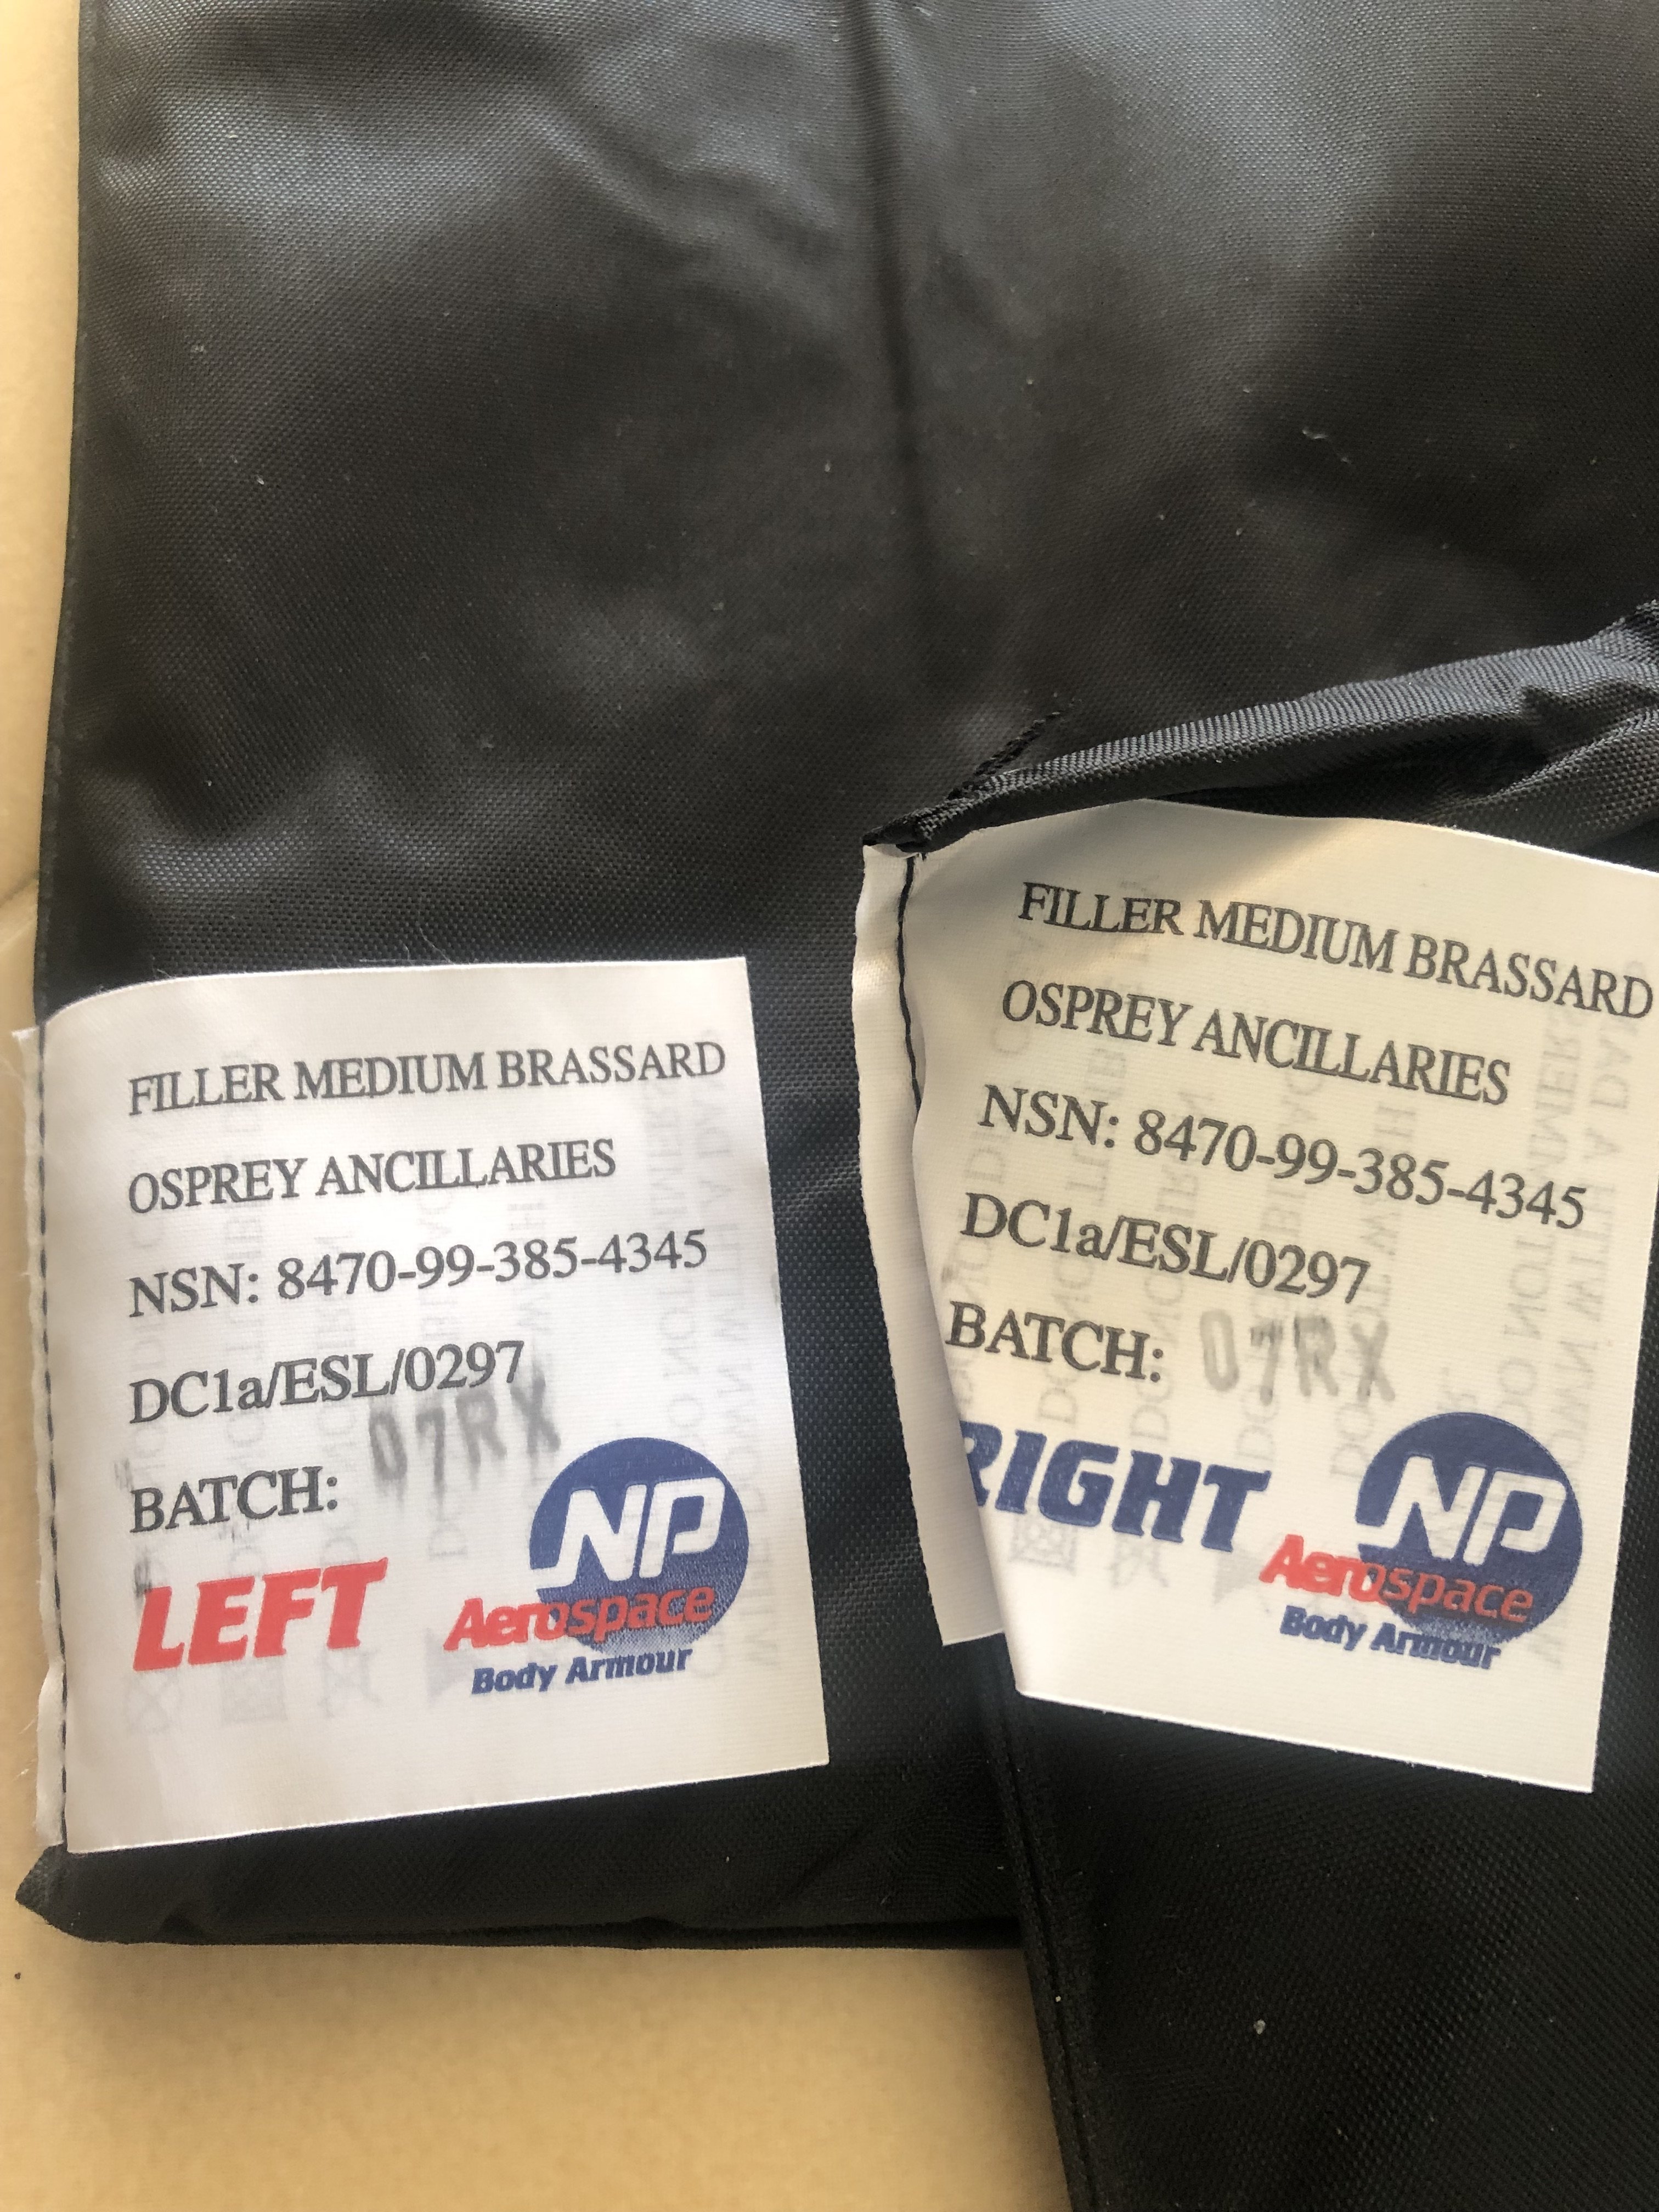 FILLER MEDIUM BRASSARD
OSPREY ANCILLARIES
NSN: 8470-99-385-4345
DC1a/ESL/0297
BATCH: 07RX
LEFT
NP
Aerospace
Body Armour
FILLER MEDIUM BRASSARD
OSPREY ANCILLARIES
NSN: 8470-99-385-4345
DC1a/ESL/0297
BATCH: 07RX
RIGHT
NP
Aerospace
Body Armour